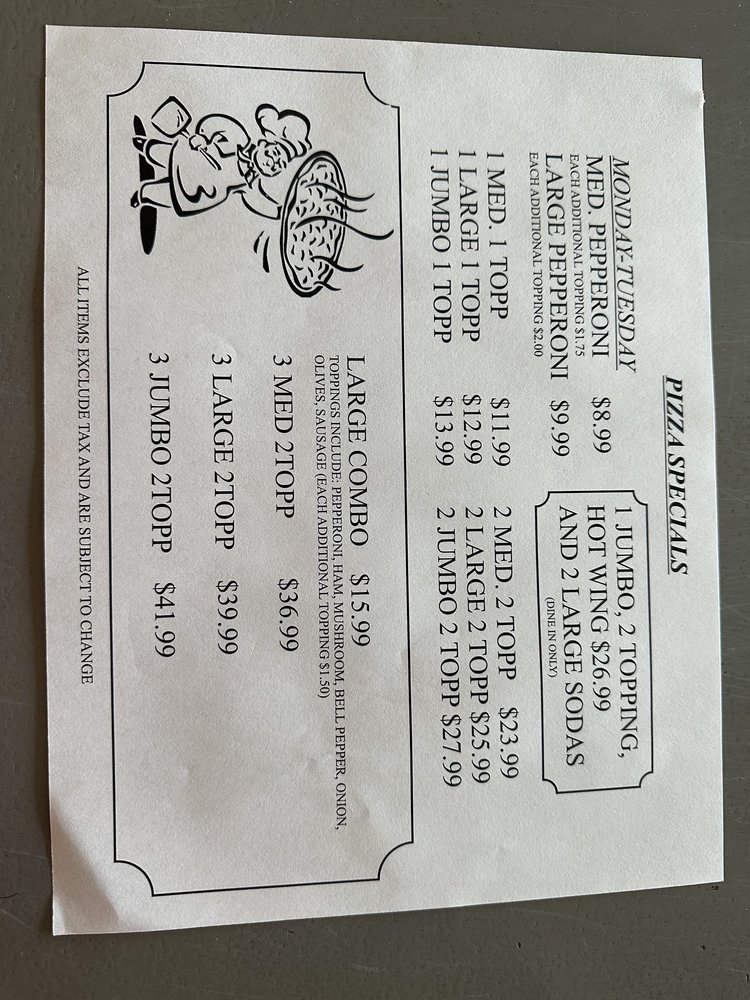 PIZZA SPECIALS
MONDAY-TUESDAY
MED. PEPPERONI $8.99
EACH ADDITIONAL TOPPING $1.75
LARGE PEPPERONI $9.99
EACH ADDITIONAL TOPPING $2.00
1 JUMBO, 2 TOPPING,
HOT WING $26.99
AND 2 LARGE SODAS
(DINE IN ONLY)
1 MED. 1 TOPP $11.99
1 LARGE 1 TOPP $12.99
1 JUMBO 1 TOPP $13.99
2 MED. 2 TOPP $23.99
2 LARGE 2 TOPP $25.99
2 JUMBO 2 TOPP $27.99
LARGE COMBO $15.99
TOPPINGS INCLUDE: PEPPERONI, HAM, MUSHROOM, BELL PEPPER, ONION,
OLIVES, SAUSAGE (EACH ADDITIONAL TOPPING $1.50)
3 MED 2TOPP $36.99
3 LARGE 2TOPP $39.99
3 JUMBO 2TOPP $41.99
ALL ITEMS EXCLUDE TAX AND ARE SUBJECT TO CHANGE